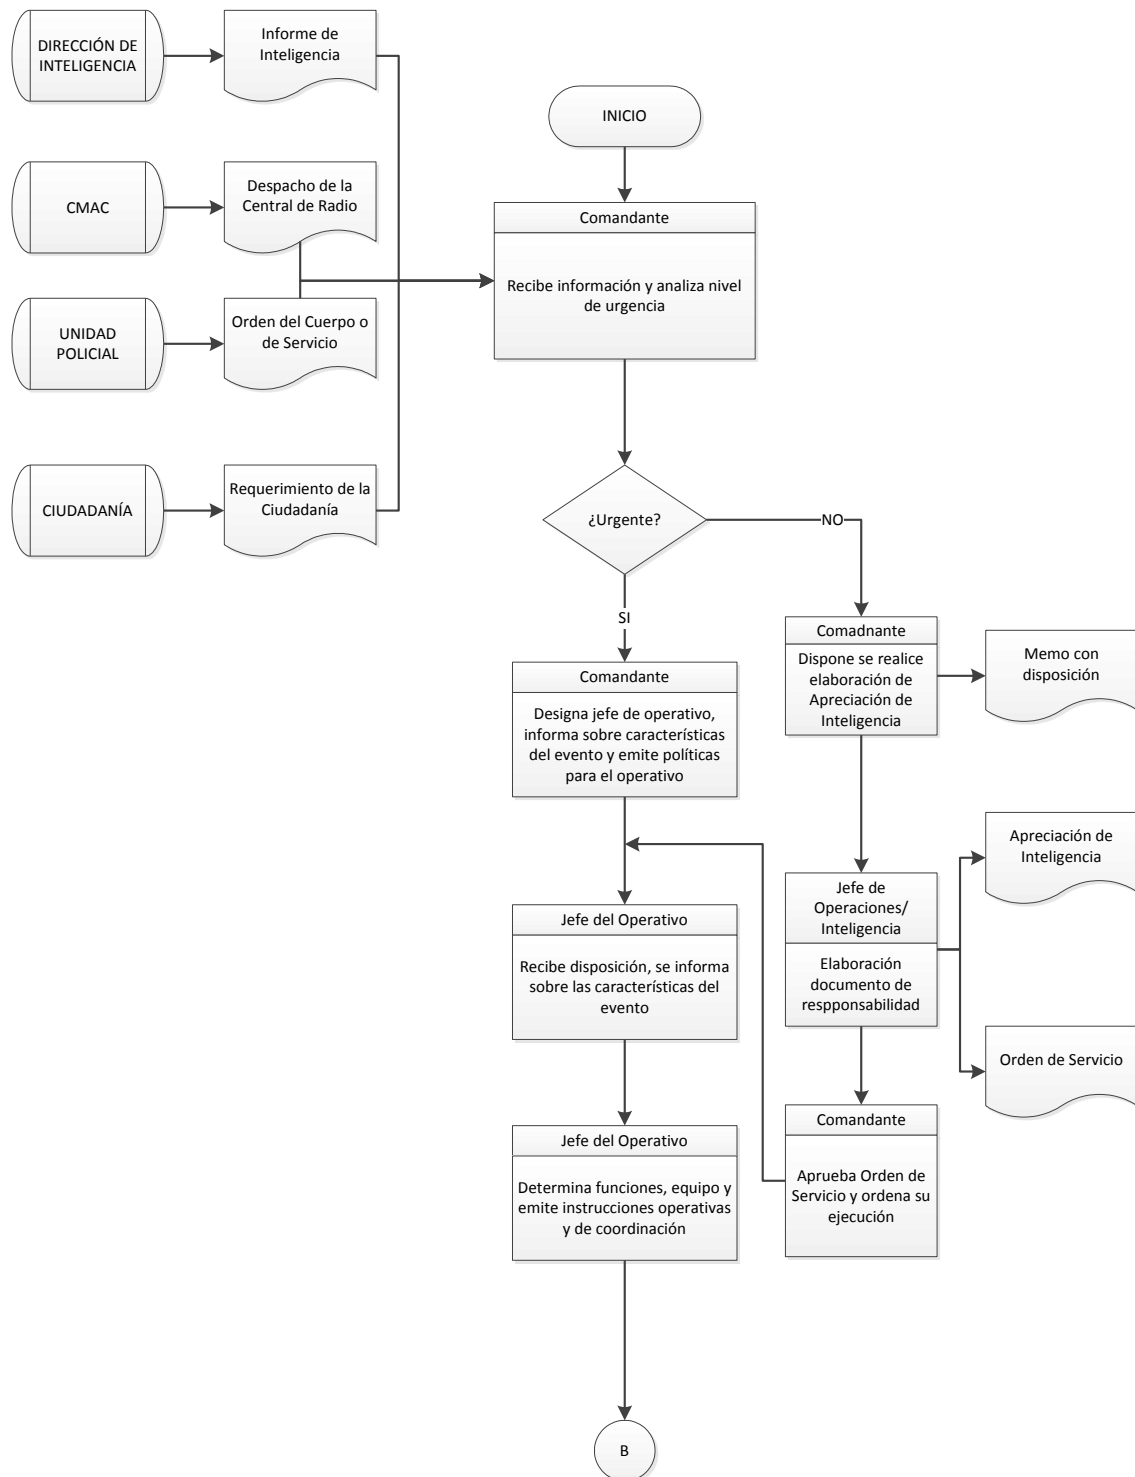 DIRECCIÓN DE
INTELIGENCIA
Informe de
Inteligencia
INICIO
CMAC
Despacho de la
Central de Radio
Comandante
Recibe información y analiza nivel
de urgencia
UNIDAD
POLICIAL
Orden del Cuerpo o
de Servicio
CIUDADANÍA
Requerimiento de la
Ciudadanía
¿Urgente?
NO
SI
Comadnante
Dispone se realice
elaboración de
Apreciación de
Inteligencia
Memo con
disposición
Comandante
Designa jefe de operativo,
informa sobre características
del evento y emite políticas
para el operativo
Apreciación de
Inteligencia
Jefe de
Operaciones/
Inteligencia
Elaboración
documento de
respponsabilidad
Jefe del Operativo
Recibe disposición, se informa
sobre las características del
evento
Orden de Servicio
Comandante
Aprueba Orden de
Servicio y ordena su
ejecución
Jefe del Operativo
Determina funciones, equipo y
emite instrucciones operativas
y de coordinación
B